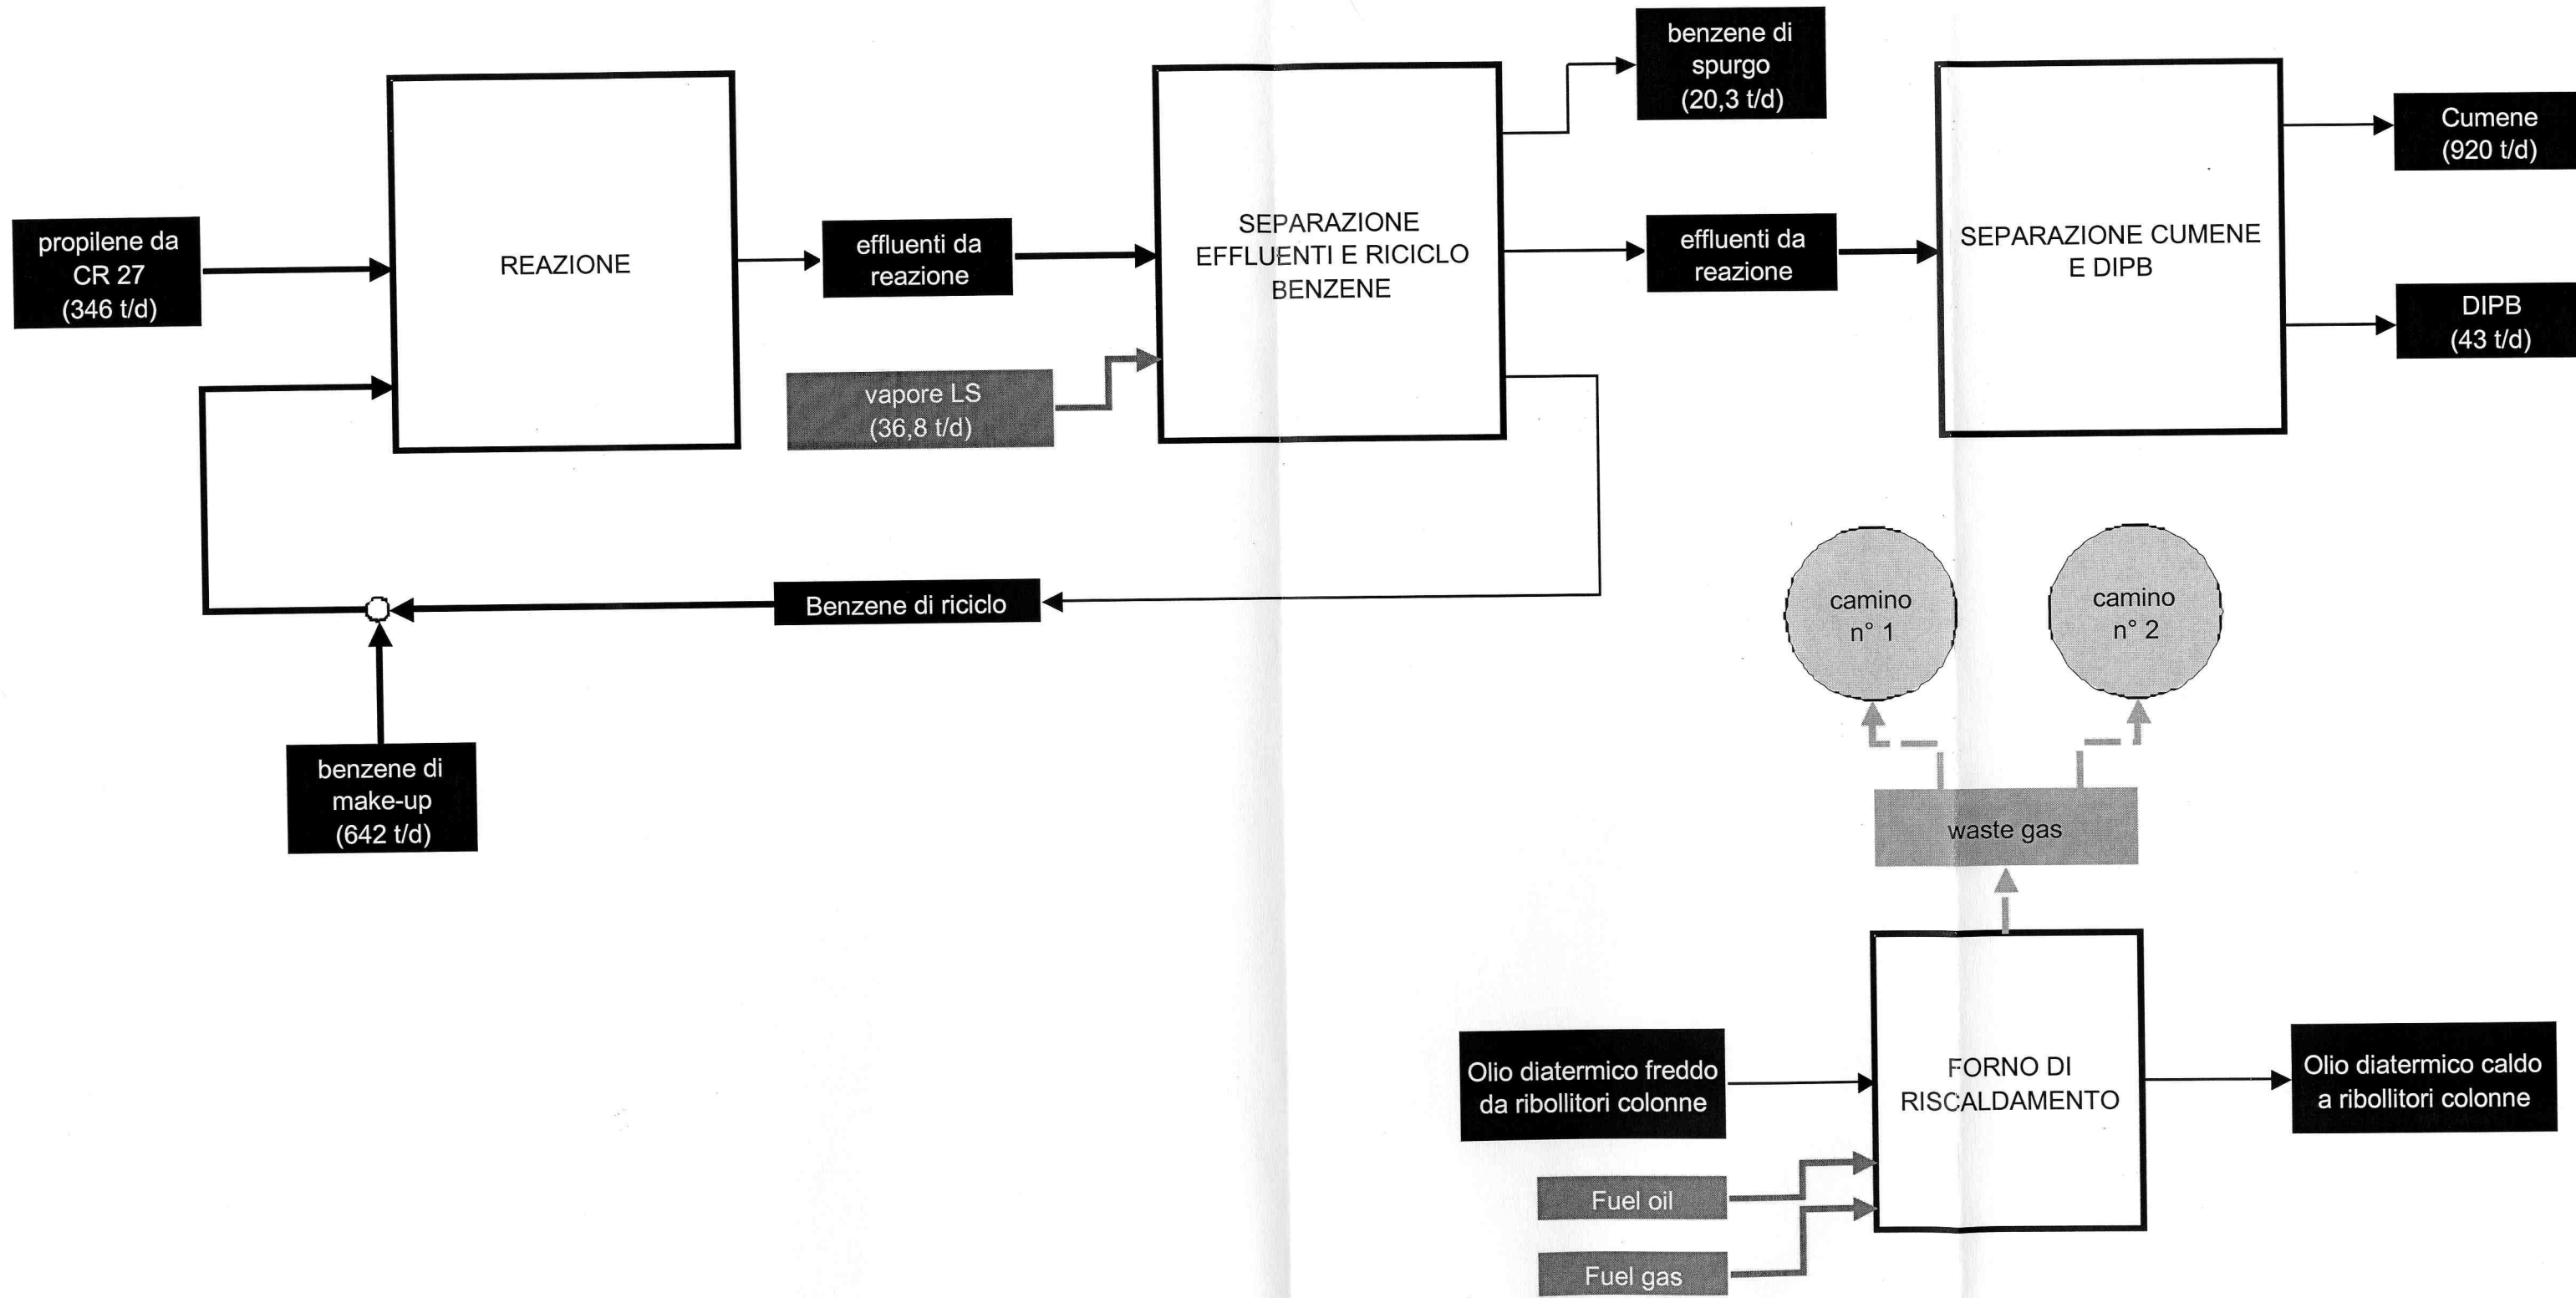 benzene di
spurgo
(20,3 t/d)
Cumene
(920 t/d)
propilene da
CR 27
(346 t/d)
REAZIONE
effluenti da
reazione
SEPARAZIONE
EFFLUENTI E RICICLO
BENZENE
effluenti da
reazione
SEPARAZIONE CUMENE
E DIPB
DIPB
(43 t/d)
vapore LS
(36,8 t/d)
Benzene di riciclo
camino
n° 1
camino
n° 2
benzene di
make-up
(642 t/d)
waste gas
Olio diatermico freddo
da ribollitori colonne
FORNO DI
RISCALDAMENTO
Olio diatermico caldo
a ribollitori colonne
Fuel oil
Fuel gas